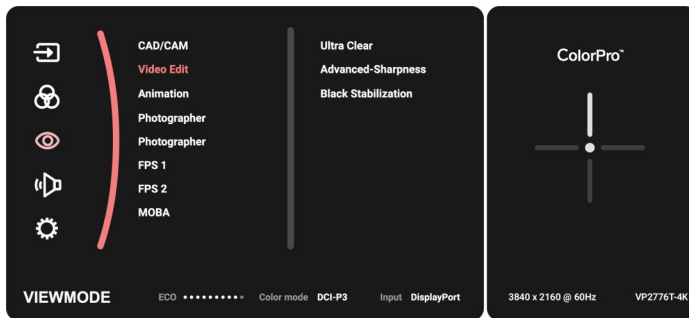 CAD/CAM
Video Edit
Animation
Photographer
Photographer
FPS 1
FPS 2
MOBA
Ultra Clear
Advanced-Sharpness
Black Stabilization
VIEWMODE
ECO Color mode DCI-P3 Input DisplayPort
ColorPro™
3840 x 2160 @ 60Hz VP2776T-4K